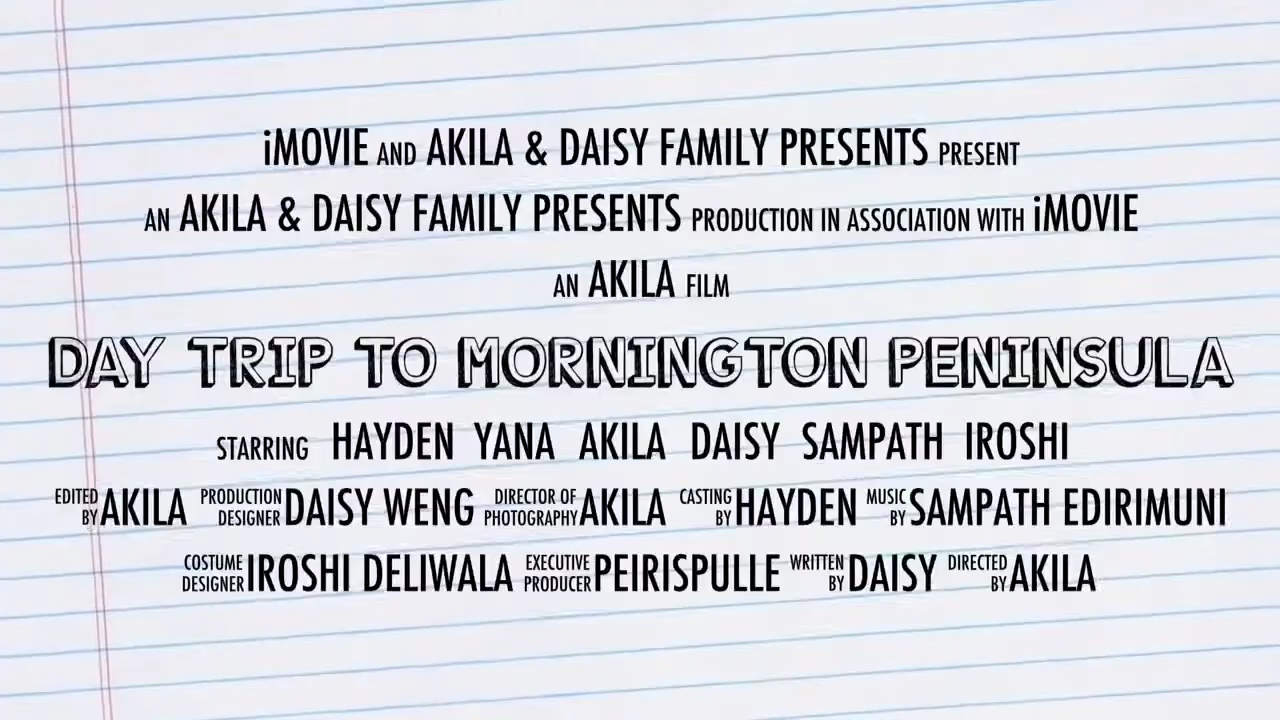 iMOVIE AND AKILA & DAISY FAMILY PRESENTS PRESENT
AN AKILA & DAISY FAMILY PRESENTS PRODUCTION IN ASSOCIATION WITH iMOVIE
AN AKILA FILM
DAY TRIP TO MORNINGTON PENINSULA
STARRING HAYDEN YANA AKILA DAISY SAMPATH IROSHI
EDITED BY AKILA PRODUCTION DESIGNER DAISY WENG DIRECTOR OF PHOTOGRAPHY AKILA CASTING BY HAYDEN MUSIC BY SAMPATH EDIRIMUNI
COSTUME DESIGNER IROSHI DELIWALA EXECUTIVE PRODUCER PEIRISPULLE WRITTEN BY DAISY DIRECTED BY AKILA